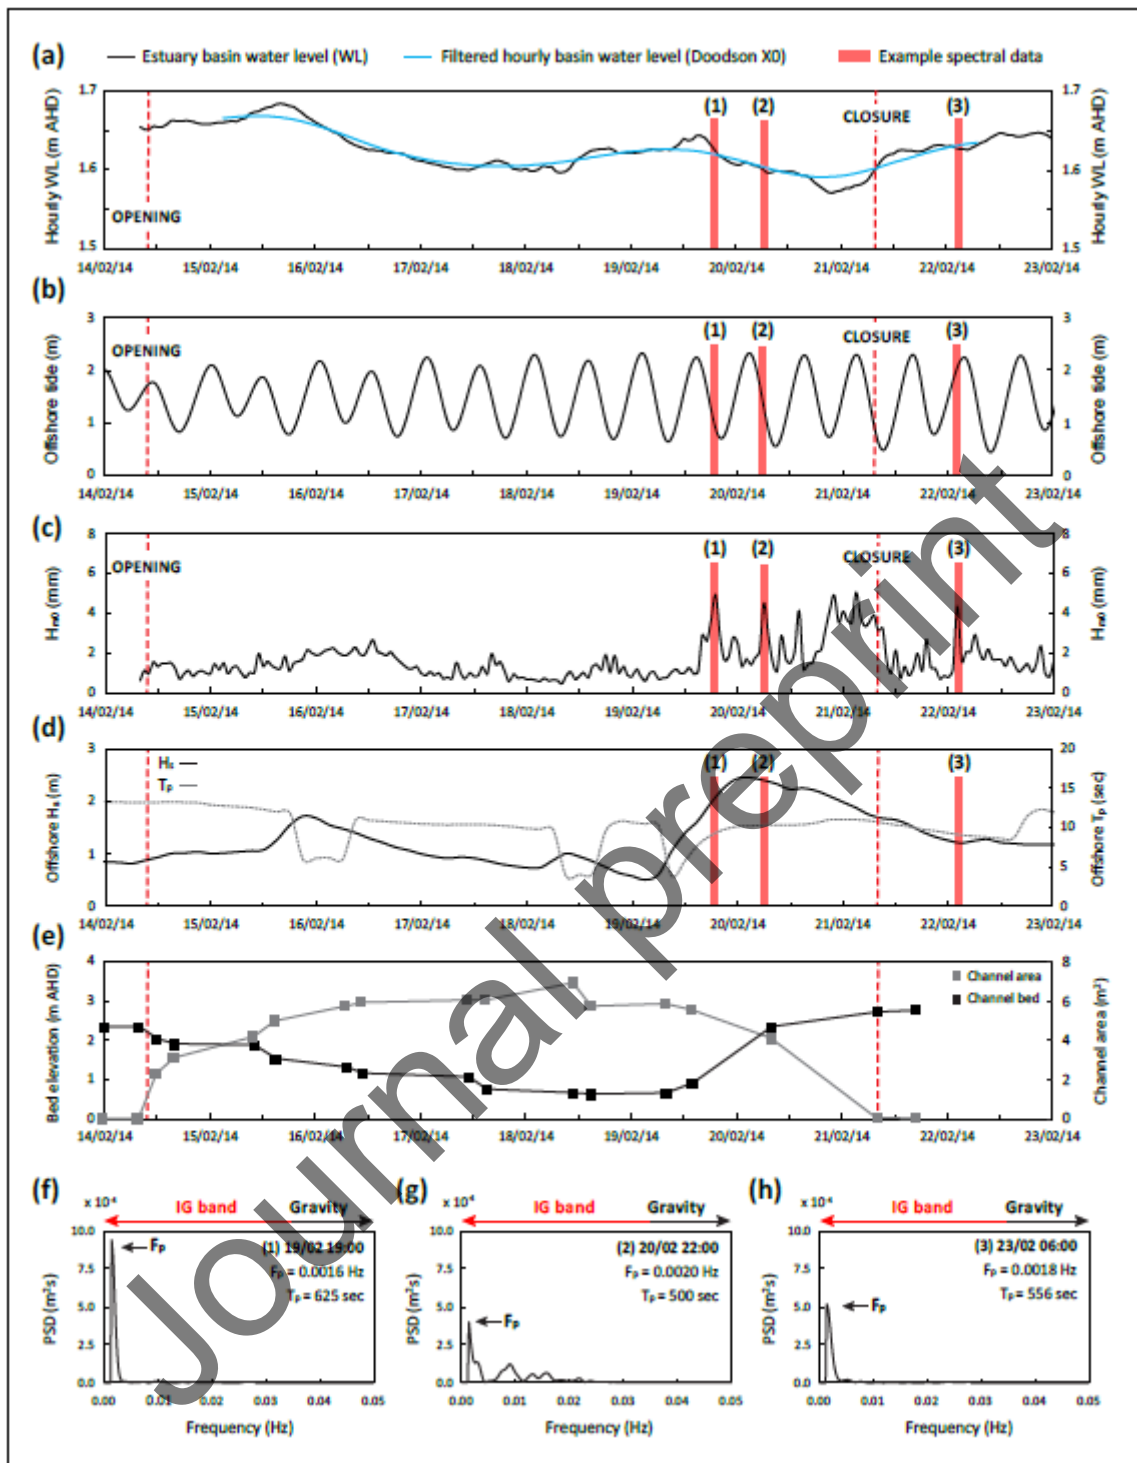 (a)
Estuary basin water level (WL)
Filtered hourly basin water level (Doodson X0)
Example spectral data
Hourly WL (m AHD)
1.7
1.6
1.5
OPENING
(1)
(2)
CLOSURE
(3)
1.7
1.6
1.5
Hourly WL (m AHD)
14/02/14 15/02/14 16/02/14 17/02/14 18/02/14 19/02/14 20/02/14 21/02/14 22/02/14 23/02/14
(b)
Offshore tide (m)
3
2
1
0
OPENING
(1)
(2)
CLOSURE
(3)
3
2
1
0
Offshore tide (m)
14/02/14 15/02/14 16/02/14 17/02/14 18/02/14 19/02/14 20/02/14 21/02/14 22/02/14 23/02/14
(c)
Hm0 (mm)
8
6
4
2
0
OPENING
(1)
(2)
CLOSURE
(3)
8
6
4
2
0
Hm0 (mm)
14/02/14 15/02/14 16/02/14 17/02/14 18/02/14 19/02/14 20/02/14 21/02/14 22/02/14 23/02/14
(d)
Offshore Hs (m)
3
2
1
0
Hs
Tp
(1)
(2)
(3)
20
15
10
5
0
Offshore Tp (sec)
14/02/14 15/02/14 16/02/14 17/02/14 18/02/14 19/02/14 20/02/14 21/02/14 22/02/14 23/02/14
(e)
Bed elevation (m AHD)
4
3
2
1
0
Channel area
Channel bed
8
6
4
2
0
Channel area (m²)
14/02/14 15/02/14 16/02/14 17/02/14 18/02/14 19/02/14 20/02/14 21/02/14 22/02/14 23/02/14
(f)
x 10⁻⁴
IG band
Gravity
PSD (m²s)
10.0
7.5
5.0
2.5
0.0
Fp
(1) 19/02 19:00
Fp = 0.0016 Hz
Tp = 625 sec
0.00 0.01 0.02 0.03 0.04 0.05
Frequency (Hz)
(g)
x 10⁻⁴
IG band
Gravity
PSD (m²s)
10.0
7.5
5.0
2.5
0.0
Fp
(2) 20/02 22:00
Fp = 0.0020 Hz
Tp = 500 sec
0.00 0.01 0.02 0.03 0.04 0.05
Frequency (Hz)
(h)
x 10⁻⁴
IG band
Gravity
PSD (m²s)
10.0
7.5
5.0
2.5
0.0
Fp
(3) 23/02 06:00
Fp = 0.0018 Hz
Tp = 556 sec
0.00 0.01 0.02 0.03 0.04 0.05
Frequency (Hz)
Journal preprint